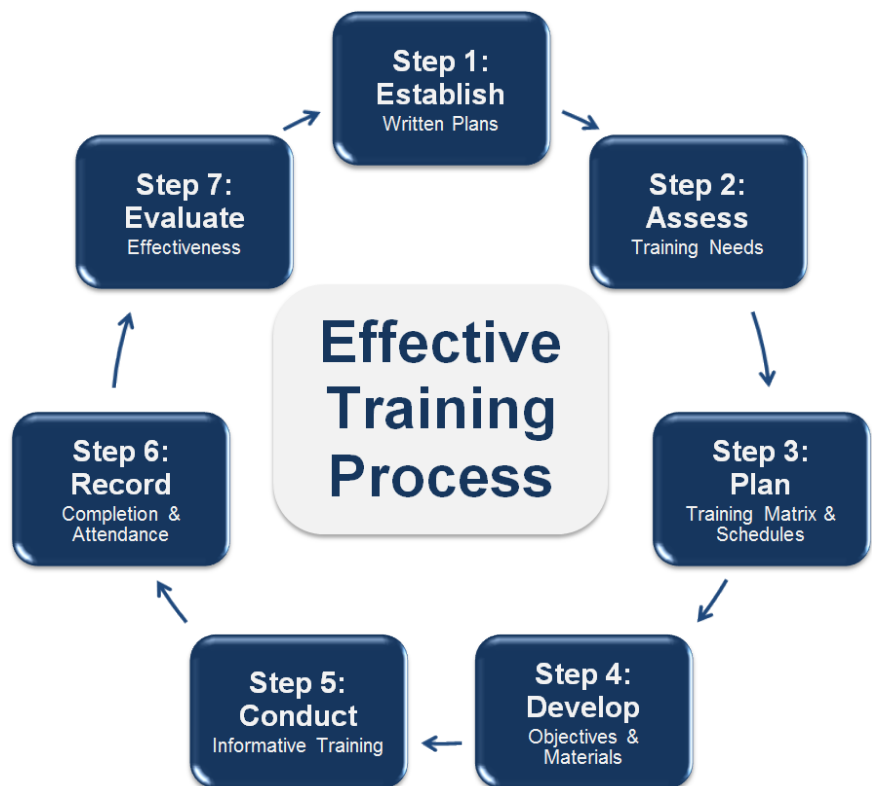 Step 1:
Establish
Written Plans
Step 2:
Assess
Training Needs
Step 3:
Plan
Training Matrix &
Schedules
Step 4:
Develop
Objectives &
Materials
Step 5:
Conduct
Informative Training
Step 6:
Record
Completion &
Attendance
Step 7:
Evaluate
Effectiveness
Effective
Training
Process